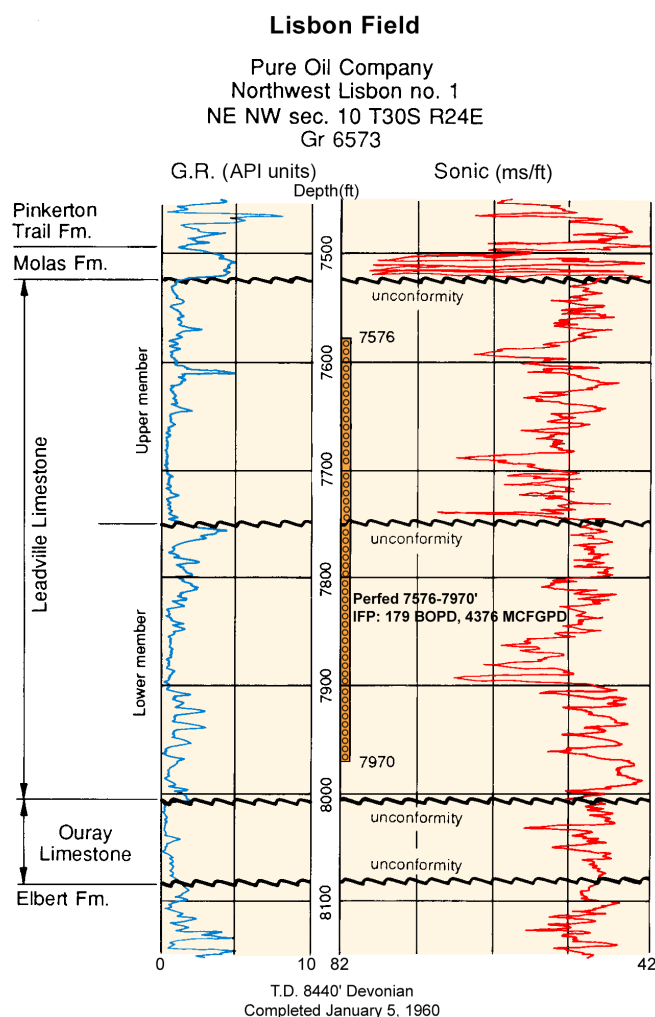 Lisbon Field
Pure Oil Company
Northwest Lisbon no. 1
NE NW sec. 10 T30S R24E
Gr 6573
G.R. (API units)
Sonic (ms/ft)
Depth(ft)
Pinkerton
Trail Fm.
7500
Molas Fm.
unconformity
7576
7600
Upper member
7700
unconformity
Leadville Limestone
7800
Perfed 7576-7970'
IFP: 179 BOPD, 4376 MCFGPD
Lower member
7900
7970
8000
unconformity
Ouray
Limestone
unconformity
Elbert Fm.
8100
0
10
82
42
T.D. 8440' Devonian
Completed January 5, 1960